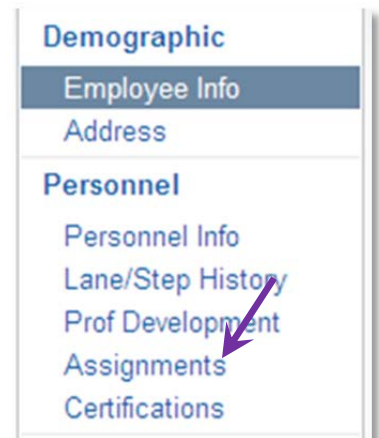 Demographic
Employee Info
Address
Personnel
Personnel Info
Lane/Step History
Prof Development
Assignments
Certifications